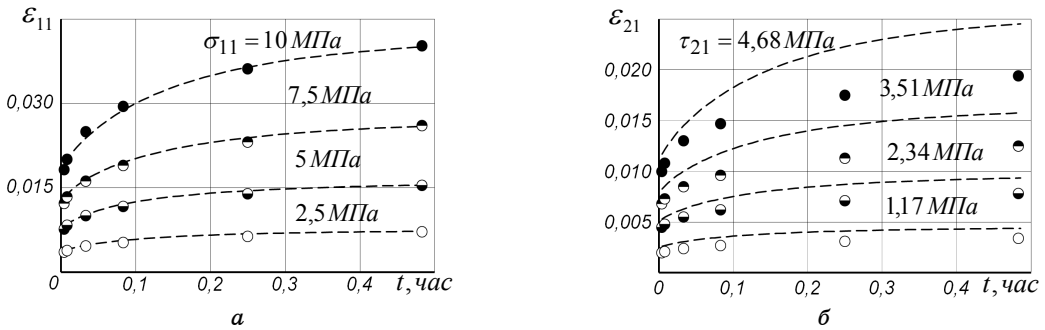 ε11
σ11 = 10 МПа
7,5 МПа
5 МПа
2,5 МПа
0,030
0,015
0 0,1 0,2 0,3 0,4 t, час
а
ε21
τ21 = 4,68 МПа
3,51 МПа
2,34 МПа
1,17 МПа
0,020
0,015
0,010
0,005
0 0,1 0,2 0,3 0,4 t, час
б